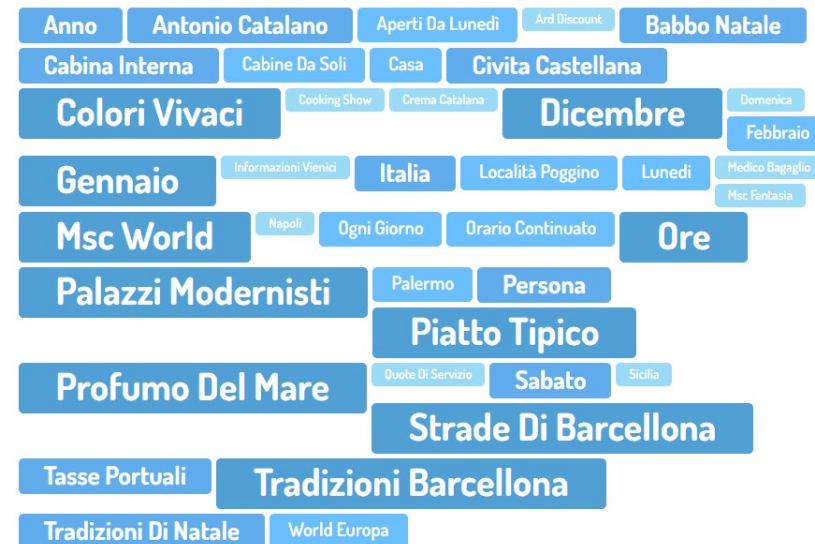 Anno Antonio Catalano Aperti Da Lunedì Ard Discount Babbo Natale
Cabina Interna Cabine Da Soli Casa Civita Castellana
Colori Vivaci Cooking Show Crema Catalana Dicembre Domenica
Febbraio
Gennaio Informazioni Vienici Italia Località Poggino Lunedì Medico Bagaglio
Msc Fantasia
Msc World Napoli Ogni Giorno Orario Continuato Ore
Palazzi Modernisti Palermo Persona
Piatto Tipico
Profumo Del Mare Quote Di Servizio Sabato Sicilia
Strade Di Barcellona
Tasse Portuali Tradizioni Barcellona
Tradizioni Di Natale World Europa